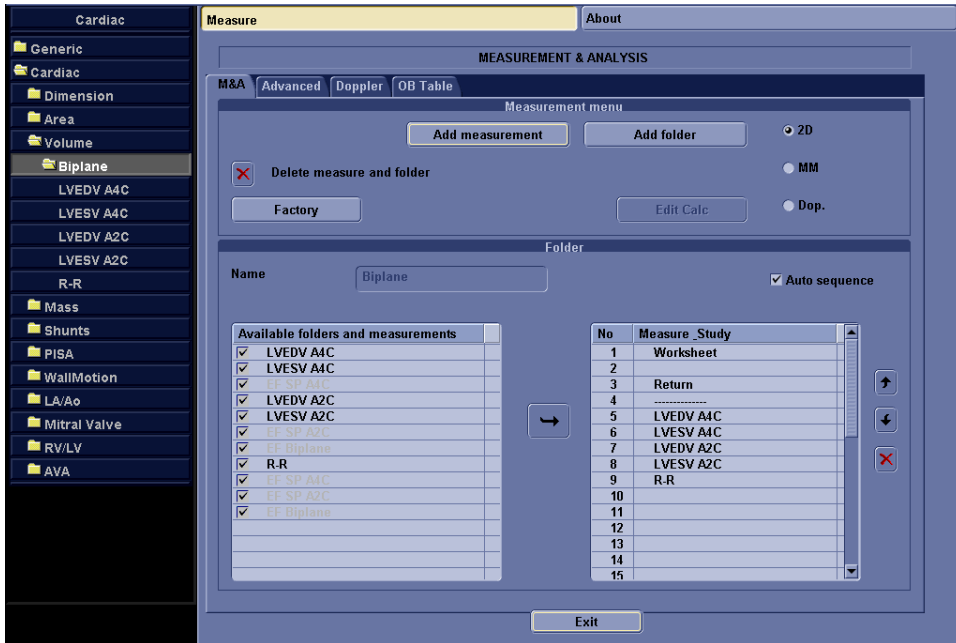 Cardiac
Generic
Cardiac
Dimension
Area
Volume
Biplane
LVEDV A4C
LVESV A4C
LVEDV A2C
LVESV A2C
R-R
Mass
Shunts
PISA
WallMotion
LA/Ao
Mitral Valve
RV/LV
AVA
Measure
About
MEASUREMENT & ANALYSIS
M&A Advanced Doppler OB Table
Measurement menu
Add measurement Add folder 2D
Delete measure and folder MM
Factory Edit Calc Dop.
Folder
Name Biplane Auto sequence
Available folders and measurements
LVEDV A4C
LVESV A4C
EF SP A4C
LVEDV A2C
LVESV A2C
EF SP A2C
EF Biplane
R-R
EF SP A4C
EF SP A2C
EF Biplane
No Measure _Study
1 Worksheet
2
3 Return
4 --------------
5 LVEDV A4C
6 LVESV A4C
7 LVEDV A2C
8 LVESV A2C
9 R-R
10
11
12
13
14
15
Exit